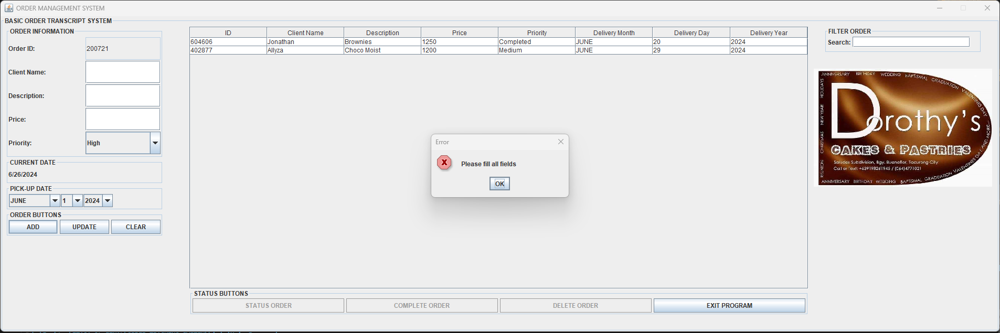 ORDER MANAGEMENT SYSTEM
BASIC ORDER TRANSCRIPT SYSTEM
ORDER INFORMATION
Order ID: 200721
Client Name:
Description:
Price:
Priority: High
CURRENT DATE
6/26/2024
PICK-UP DATE
JUNE 1 2024
ORDER BUTTONS
ADD UPDATE CLEAR
ID Client Name Description Price Priority Delivery Month Delivery Day Delivery Year
604606 Jonathan Brownies 1250 Completed JUNE 20 2024
402877 Allyza Choco Moist 1200 Medium JUNE 29 2024
Error
X
Please fill all fields
OK
STATUS BUTTONS
STATUS ORDER COMPLETE ORDER DELETE ORDER EXIT PROGRAM
FILTER ORDER
Search:
ANNIVERSARY BIRTHDAY WEDDING BAPTISMAL GRADUATION VALENTINES DAY AND MORE...
HOLIDAYS
NEW YEAR
CHRISTMAS
REUNION
Dorothy's
CAKES & PASTRIES
Saludes Subdivision, Bgy. Buenaflor, Tacurong City
Call or Text: +639198261945 / (064)4771021
ANNIVERSARY BIRTHDAY WEDDING BAPTISMAL GRADUATION VALENTINES DAY